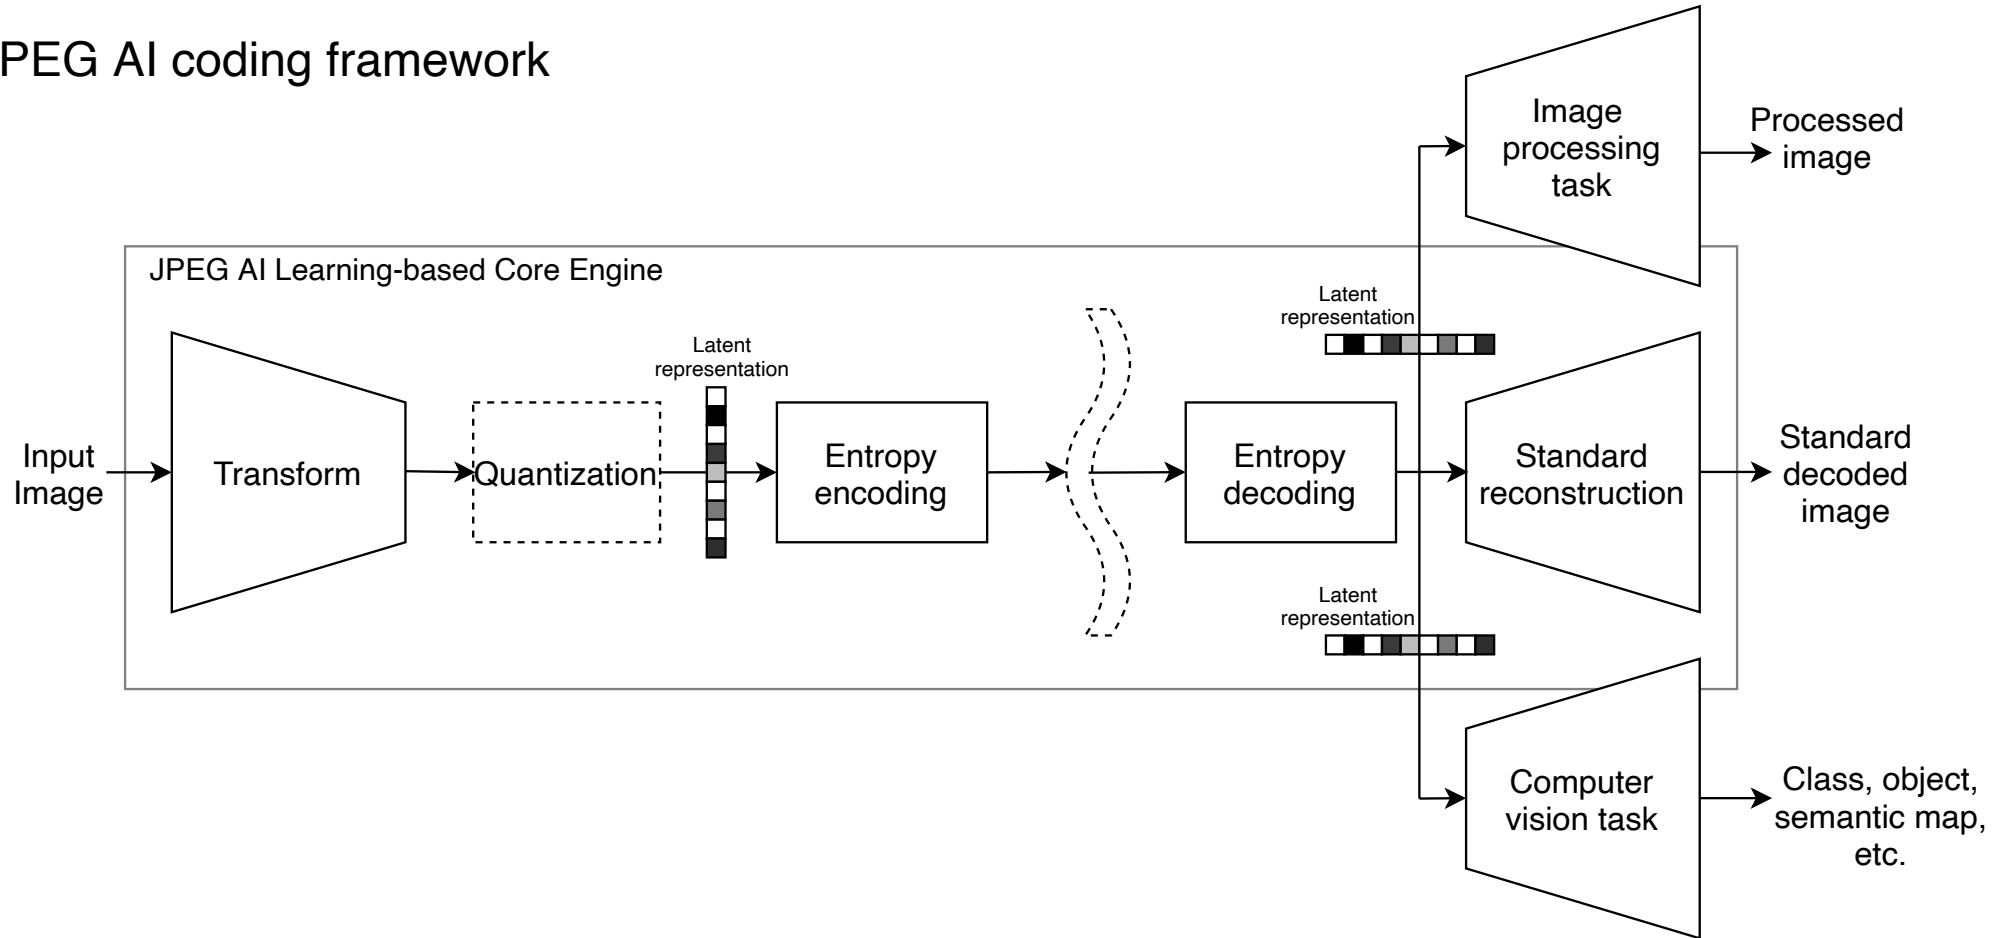 PEG AI coding framework
Image
processing
task
Processed
image
JPEG AI Learning-based Core Engine
Latent
representation
Latent
representation
Input
Image
Transform
Quantization
Entropy
encoding
Entropy
decoding
Standard
reconstruction
Standard
decoded
image
Latent
representation
Computer
vision task
Class, object,
semantic map,
etc.